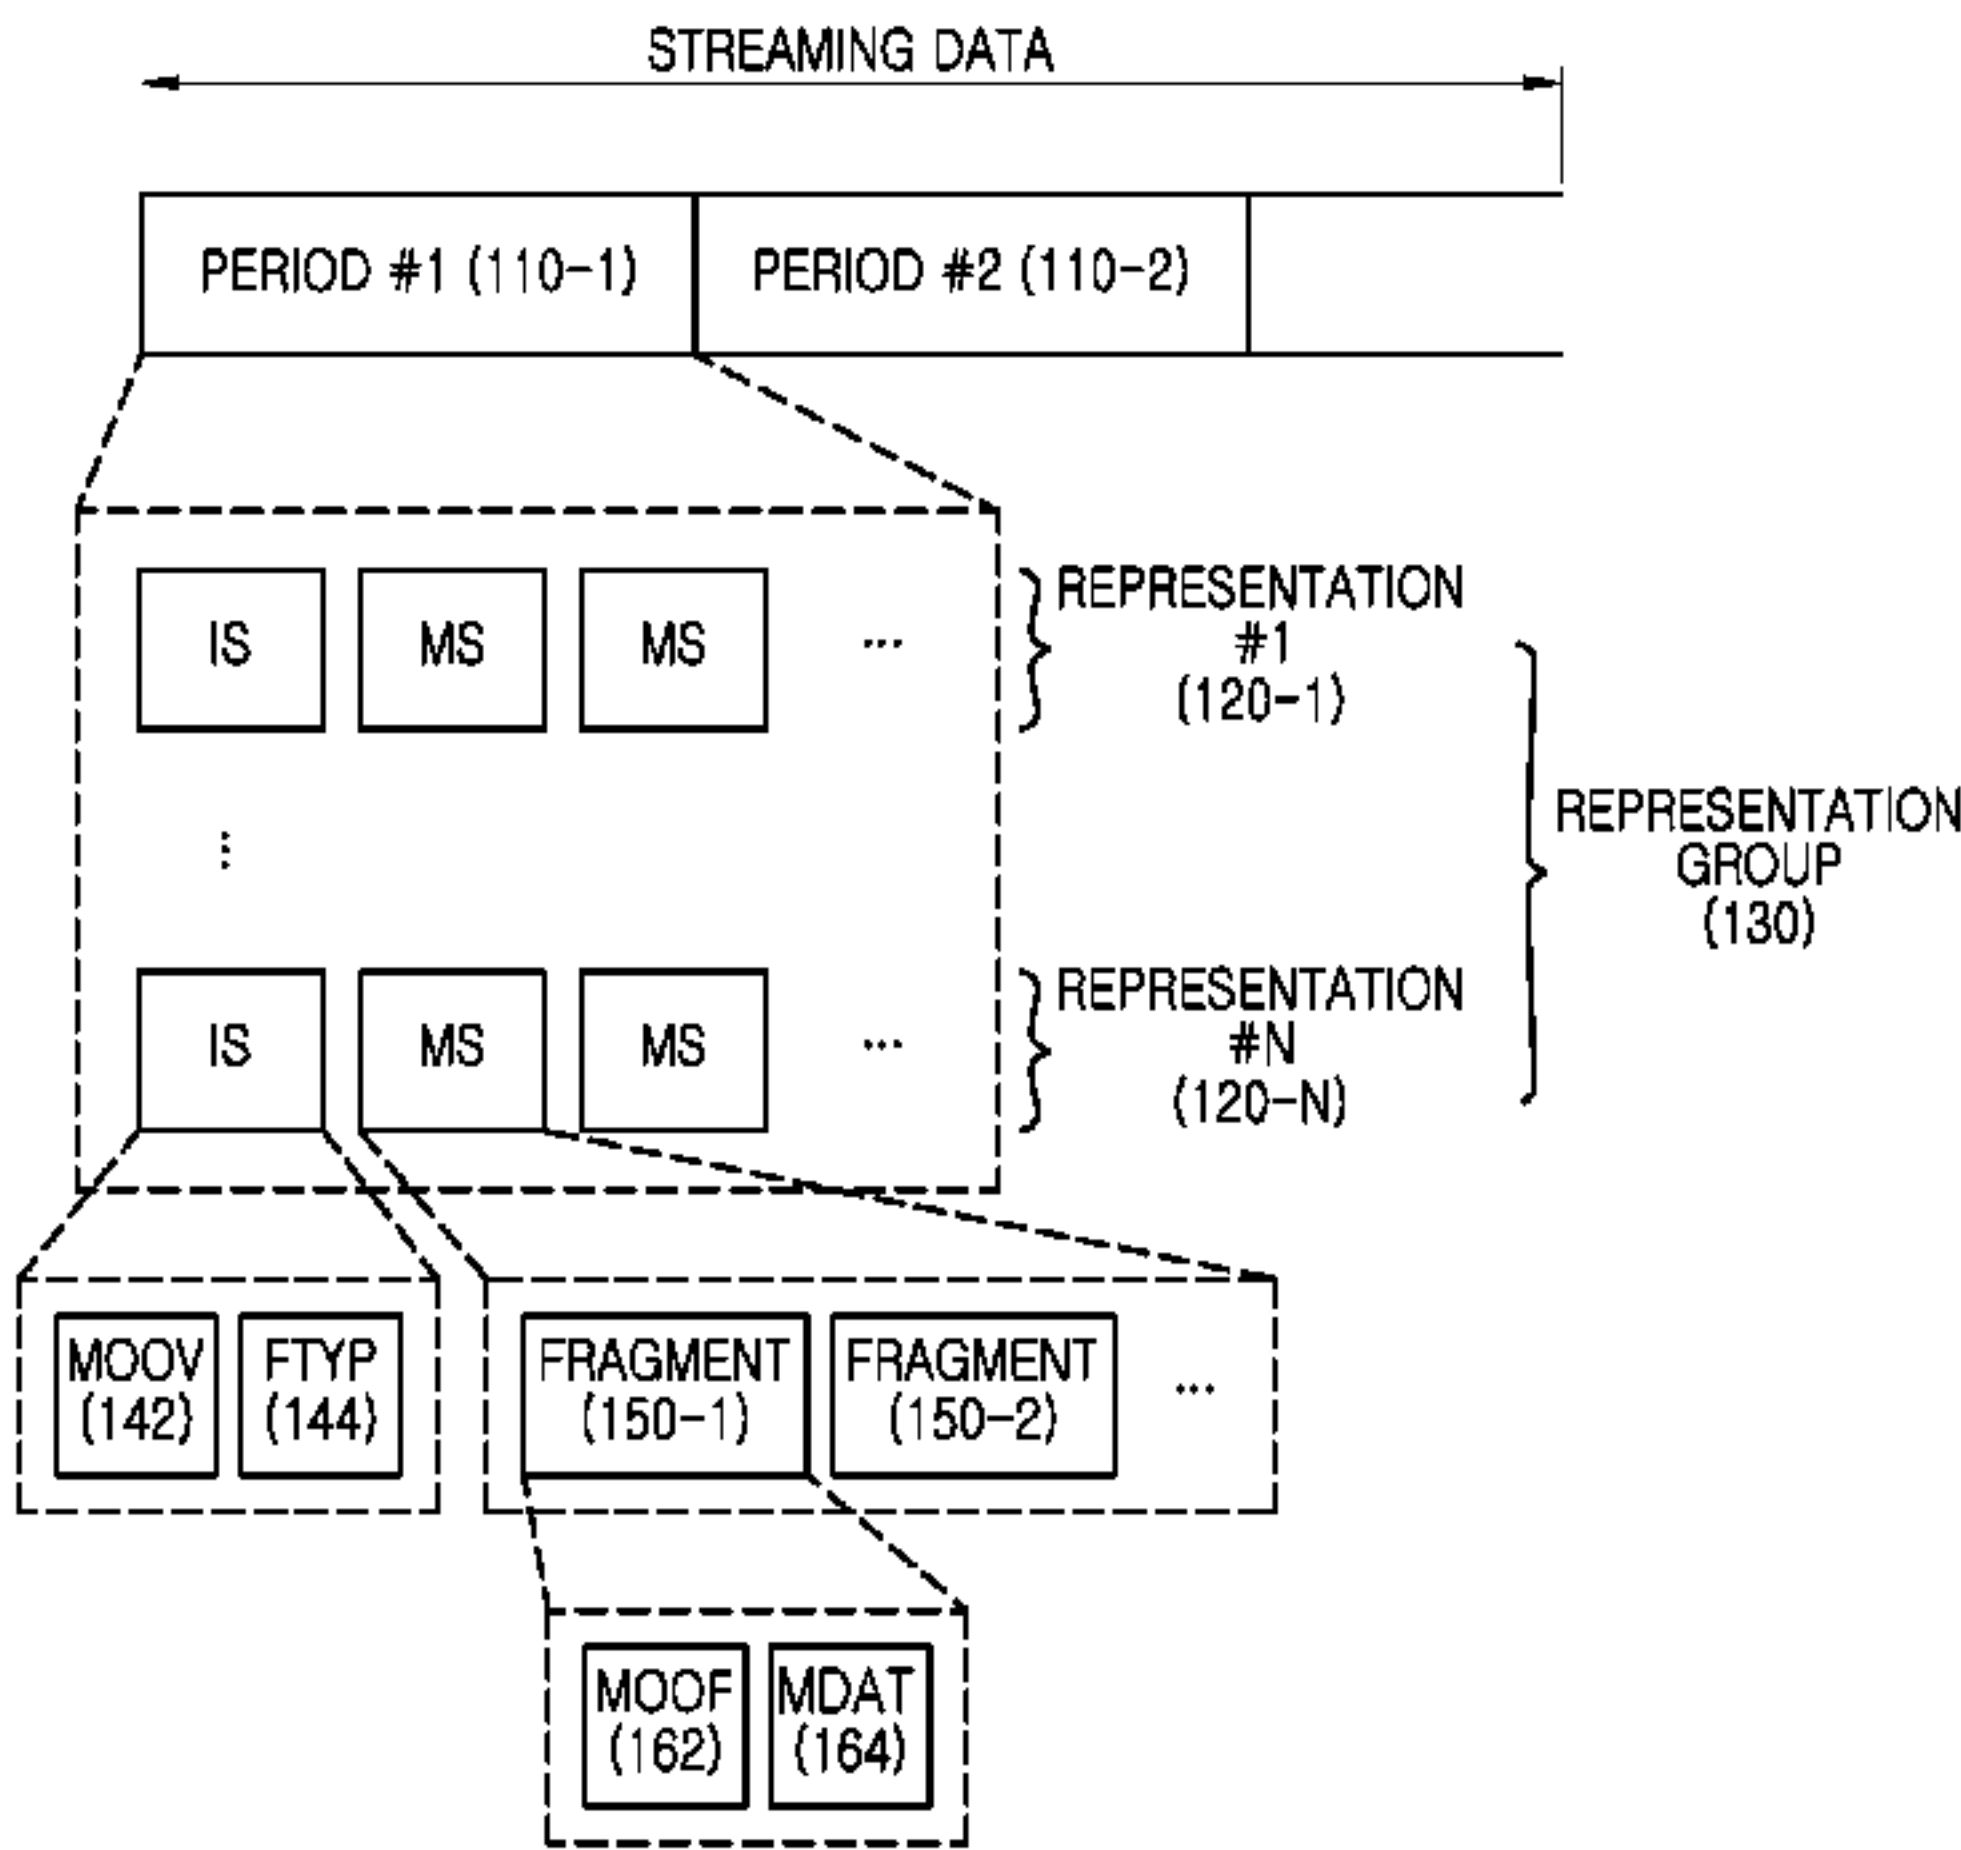 STREAMING DATA
PERIOD #1 (110-1)
PERIOD #2 (110-2)
IS
MS
MS
...
REPRESENTATION
#1
(120-1)
REPRESENTATION
GROUP
(130)
IS
MS
MS
...
REPRESENTATION
#N
(120-N)
MOOV
(142)
FTYP
(144)
FRAGMENT
(150-1)
FRAGMENT
(150-2)
...
MOOF
(162)
MDAT
(164)